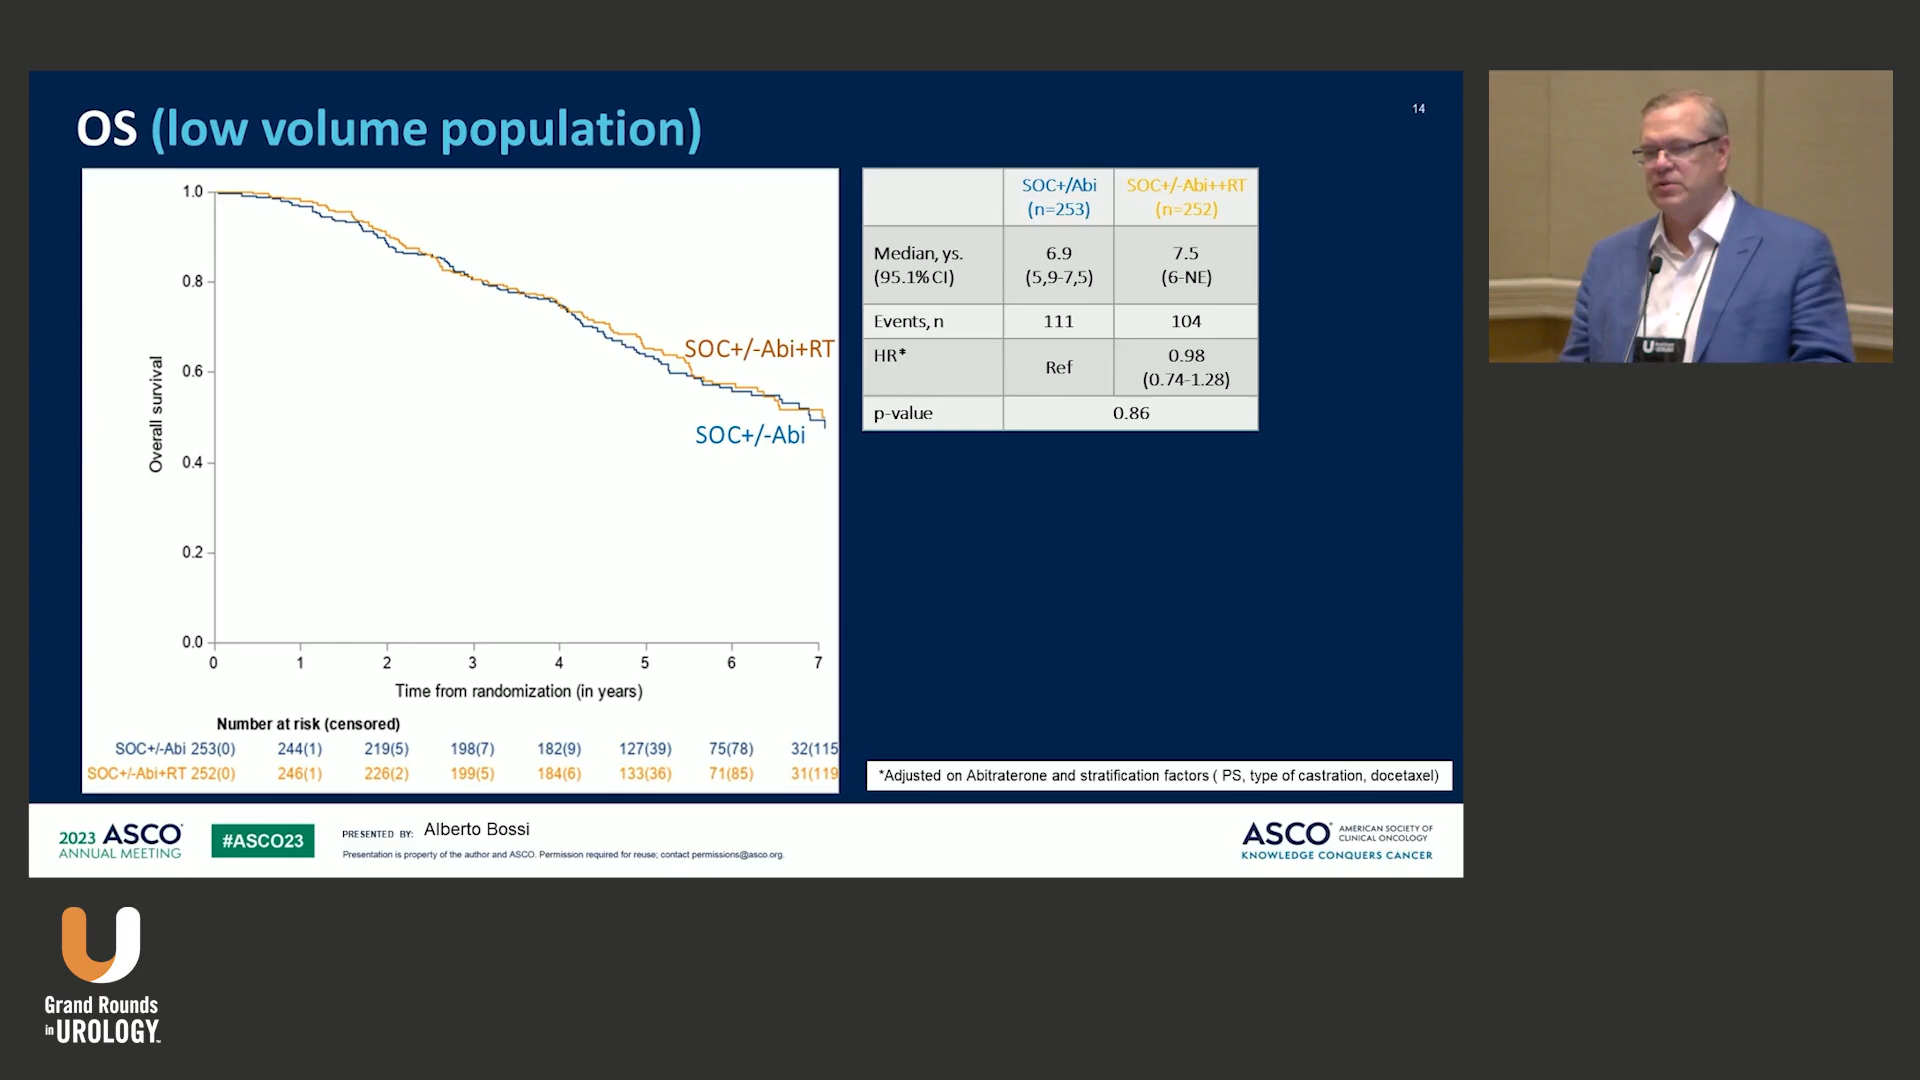 OS (low volume population)
14
1.0
0.8
0.6
0.4
0.2
0.0
Overall survival
SOC+/-Abi+RT
SOC+/-Abi
0 1 2 3 4 5 6 7
Time from randomization (in years)
Number at risk (censored)
SOC+/-Abi 253(0) 244(1) 219(5) 198(7) 182(9) 127(39) 75(78) 32(115
SOC+/-Abi+RT 252(0) 246(1) 226(2) 199(5) 184(6) 133(36) 71(85) 31(119
SOC+/Abi SOC+/-Abi++RT
(n=253) (n=252)
Median, ys. 6.9 7.5
(95.1% CI) (5,9-7,5) (6-NE)
Events, n 111 104
HR* Ref 0.98
(0.74-1.28)
p-value 0.86
*Adjusted on Abitraterone and stratification factors ( PS, type of castration, docetaxel)
2023 ASCO
ANNUAL MEETING
#ASCO23
PRESENTED BY: Alberto Bossi
Presentation is property of the author and ASCO. Permission required for reuse; contact permissions@asco.org.
ASCO AMERICAN SOCIETY OF
CLINICAL ONCOLOGY
KNOWLEDGE CONQUERS CANCER
U
UROLOGY
Grand Rounds
in UROLOGY